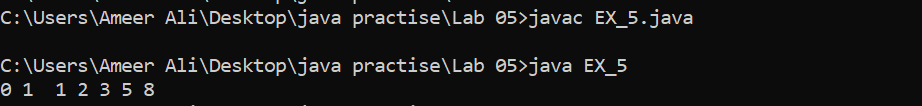 C:\Users\Ameer Ali\Desktop\java practise\Lab 05>javac EX_5.java
C:\Users\Ameer Ali\Desktop\java practise\Lab 05>java EX_5
0 1  1 2 3 5 8